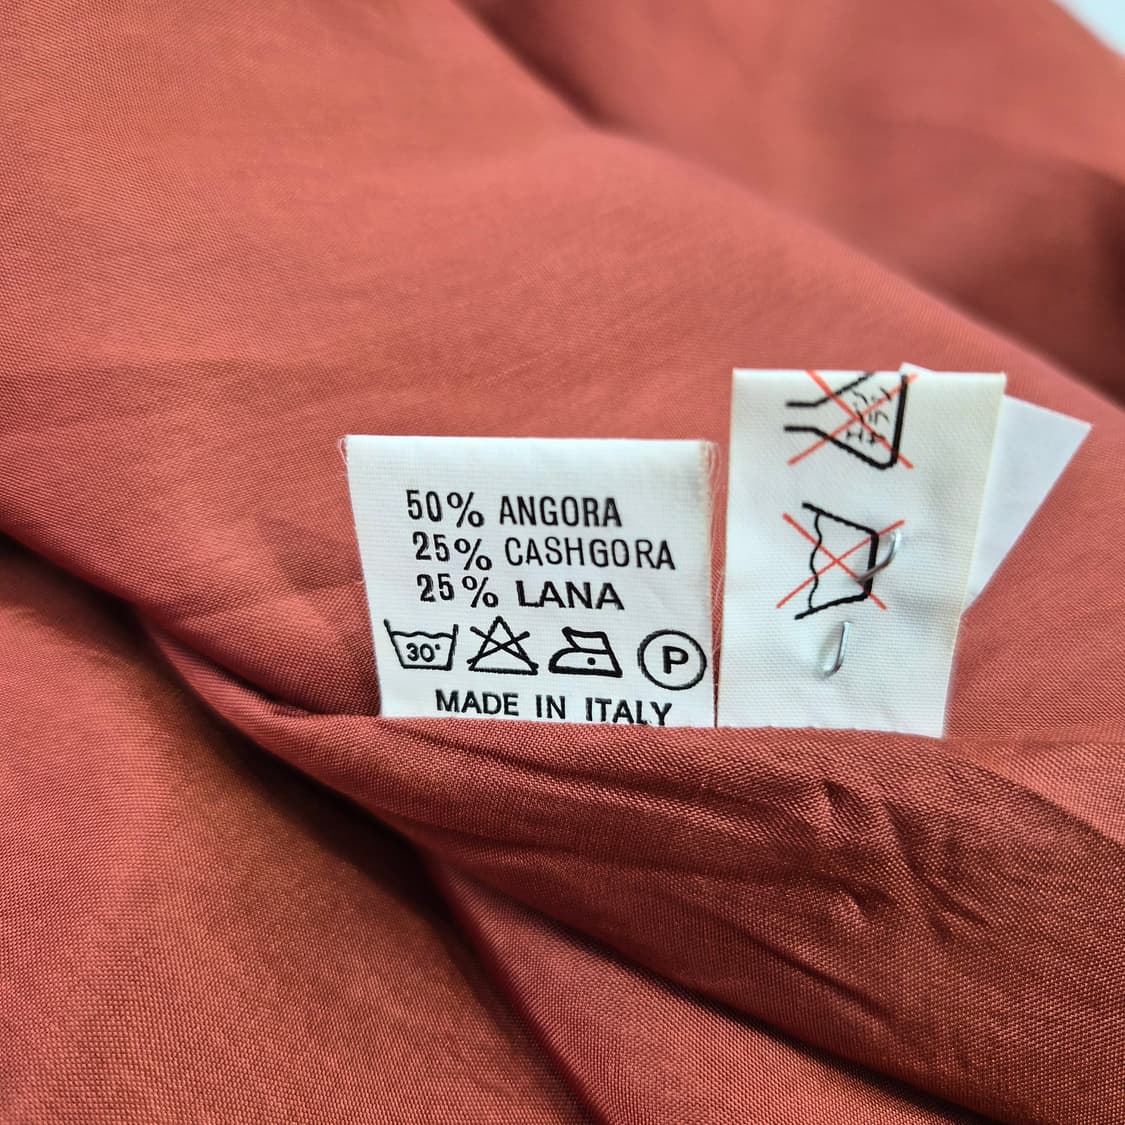 50% ANGORA
25% CASHGORA
25% LANA
30°
P
MADE IN ITALY